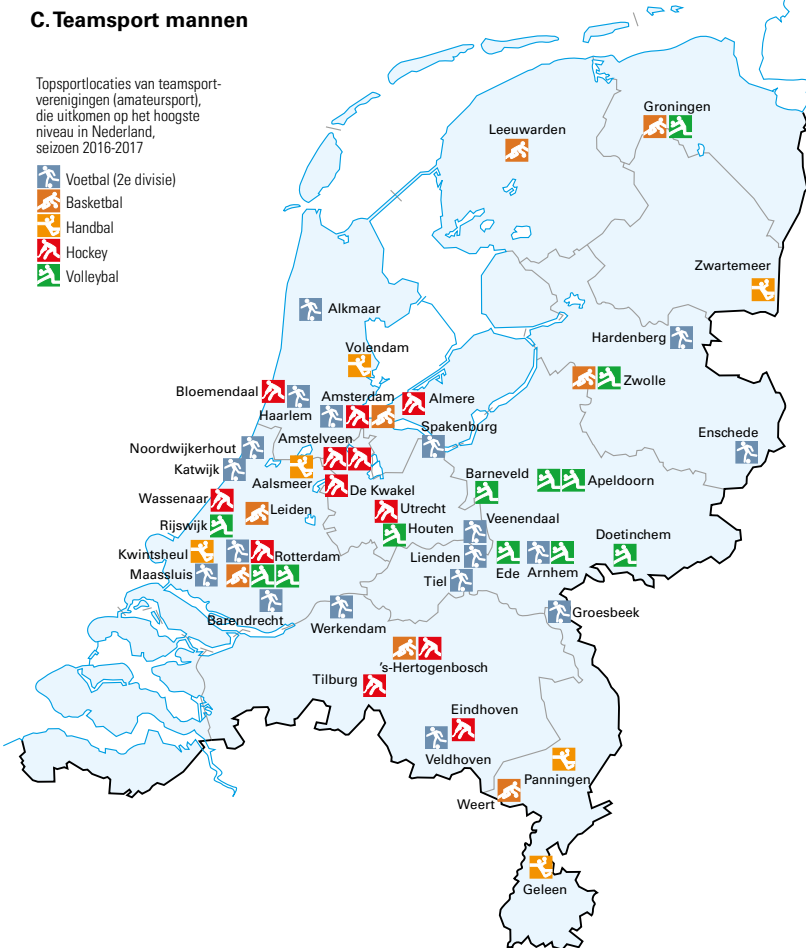 C. Teamsport mannen
Topsportlocaties van teamsport-
verenigingen (amateursport),
die uitkomen op het hoogste
niveau in Nederland,
seizoen 2016-2017
Voetbal (2e divisie)
Basketbal
Handbal
Hockey
Volleybal
Groningen
Leeuwarden
Zwartemeer
Alkmaar
Hardenberg
Volendam
Zwolle
Bloemendaal
Haarlem
Amsterdam
Almere
Spakenburg
Enschede
Noordwijkerhout
Amstelveen
Katwijk
Aalsmeer
Barneveld
Apeldoorn
De Kwakel
Wassenaar
Leiden
Utrecht
Rijswijk
Houten
Veenendaal
Doetinchem
Kwintsheul
Rotterdam
Lienden
Ede
Arnhem
Maassluis
Tiel
Barendrecht
Werkendam
Groesbeek
's-Hertogenbosch
Tilburg
Eindhoven
Veldhoven
Panningen
Weert
Geleen